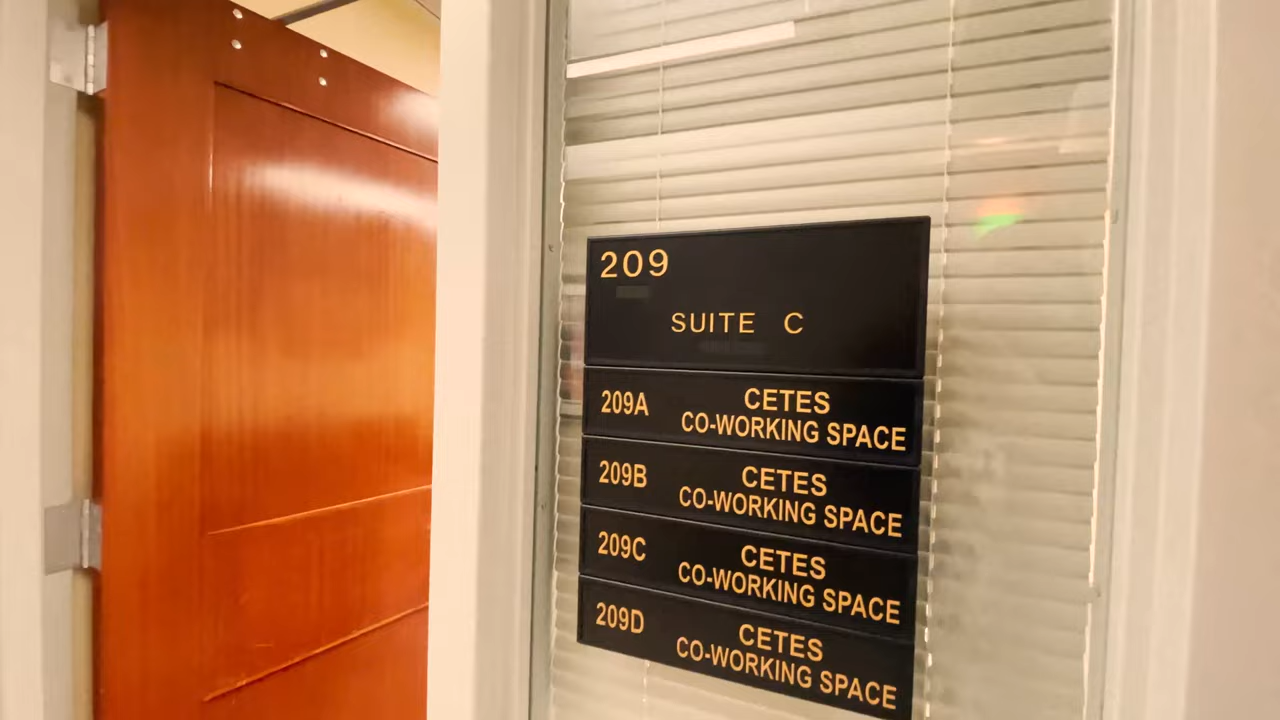 209
SUITE C
209A CETES
CO-WORKING SPACE
209B CETES
CO-WORKING SPACE
209C CETES
CO-WORKING SPACE
209D CETES
CO-WORKING SPACE